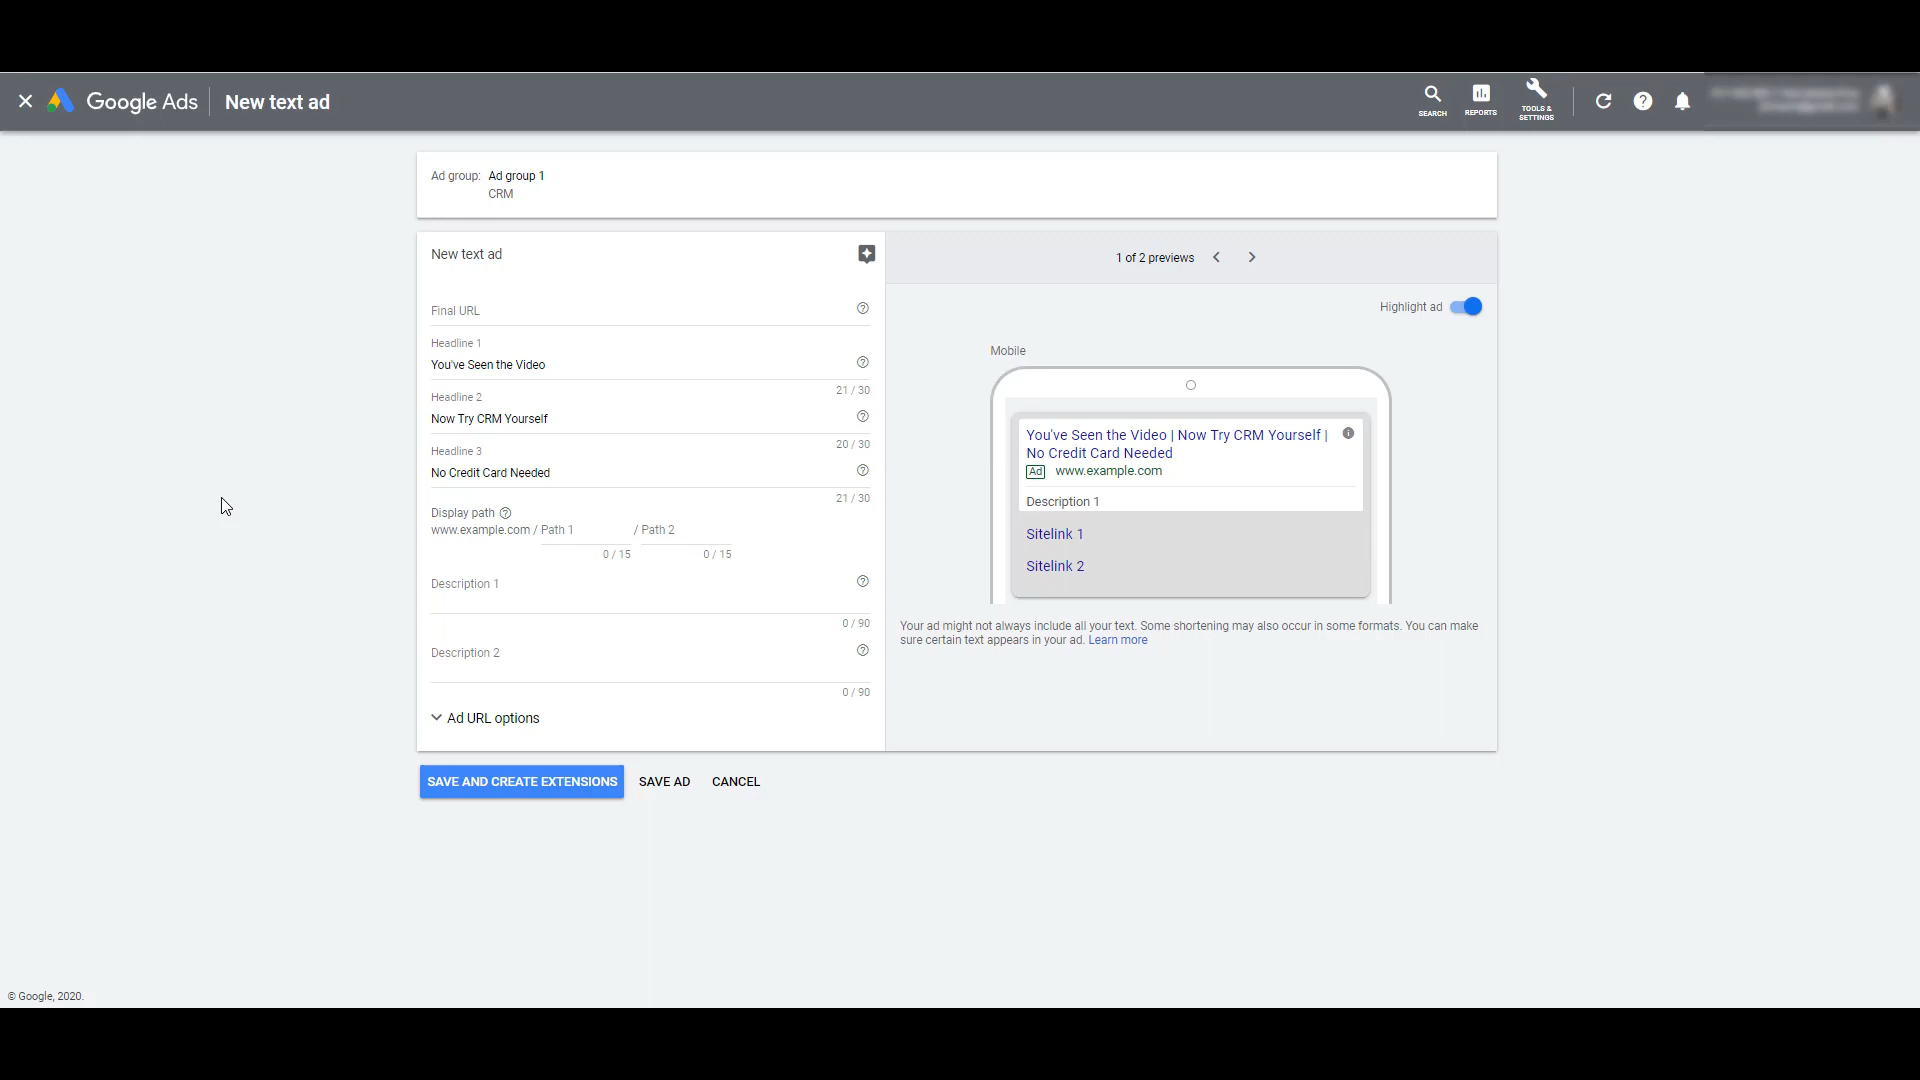 Google Ads
New text ad
SEARCH
REPORTS
TOOLS &
SETTINGS
Ad group: Ad group 1
CRM
New text ad
Final URL
Headline 1
You've Seen the Video
21 / 30
Headline 2
Now Try CRM Yourself
20 / 30
Headline 3
No Credit Card Needed
21 / 30
Display path
www.example.com / Path 1 / Path 2
0 / 15 0 / 15
Description 1
0 / 90
Description 2
0 / 90
Ad URL options
1 of 2 previews
Highlight ad
Mobile
You've Seen the Video | Now Try CRM Yourself |
No Credit Card Needed
Ad www.example.com
Description 1
Sitelink 1
Sitelink 2
Your ad might not always include all your text. Some shortening may also occur in some formats. You can make
sure certain text appears in your ad. Learn more
SAVE AND CREATE EXTENSIONS SAVE AD CANCEL
© Google, 2020.